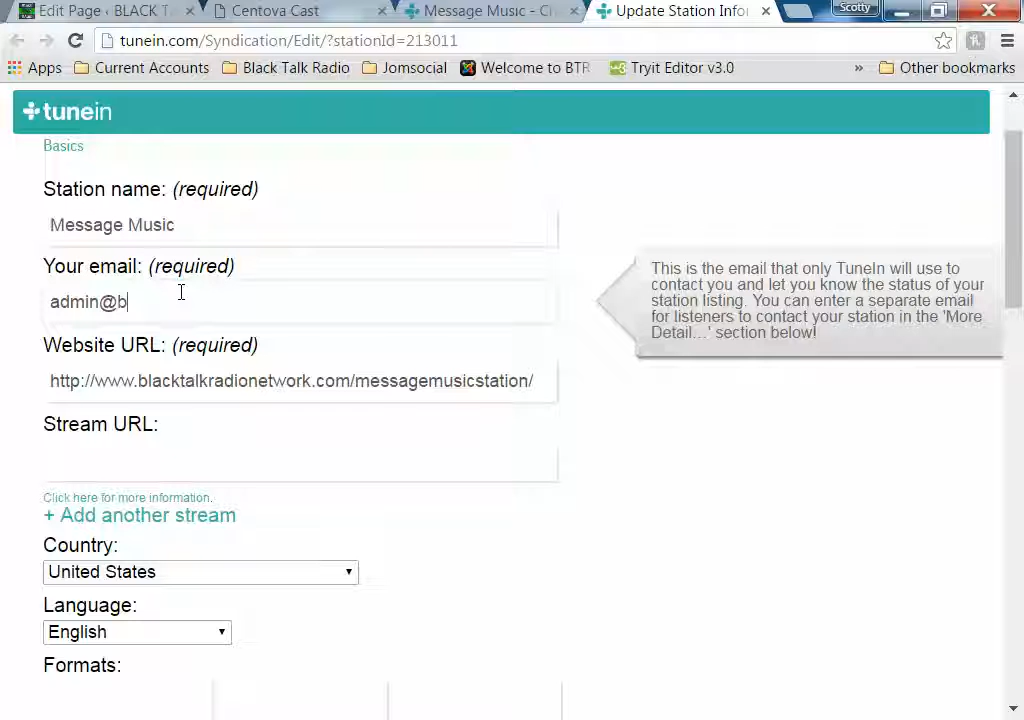 Edit Page ‹ BLACK T
Centova Cast
Message Music - Ch
Update Station Infor
Scotty
tunein.com/Syndication/Edit/?stationId=213011
Apps
Current Accounts
Black Talk Radio
Jomsocial
Welcome to BTR
Tryit Editor v3.0
»
Other bookmarks
tunein
Basics
Station name: (required)
Message Music
Your email: (required)
admin@b
This is the email that only TuneIn will use to
contact you and let you know the status of your
station listing. You can enter a separate email
for listeners to contact your station in the 'More
Detail...' section below!
Website URL: (required)
http://www.blacktalkradionetwork.com/messagemusicstation/
Stream URL:
Click here for more information.
+ Add another stream
Country:
United States
Language:
English
Formats: